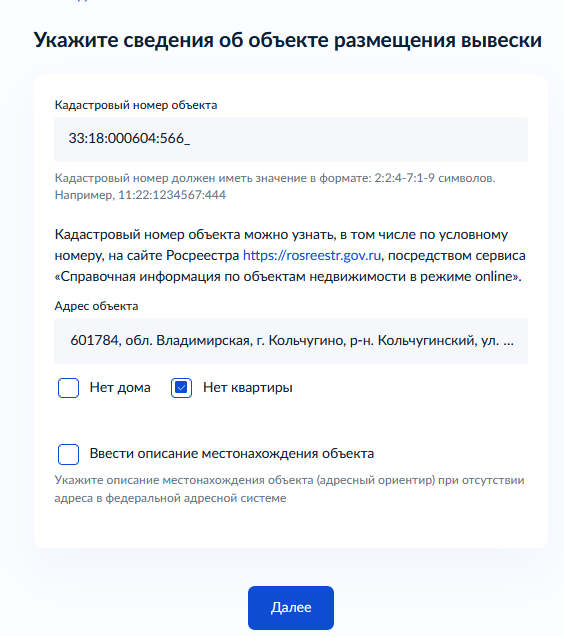 Укажите сведения об объекте размещения вывески
Кадастровый номер объекта
33:18:000604:566_
Кадастровый номер должен иметь значение в формате: 2:2:4-7:1-9 символов.
Например, 11:22:1234567:444
Кадастровый номер объекта можно узнать, в том числе по условному
номеру, на сайте Росреестра https://rosreestr.gov.ru, посредством сервиса
«Справочная информация по объектам недвижимости в режиме online».
Адрес объекта
601784, обл. Владимирская, г. Кольчугино, р-н. Кольчугинский, ул. ...
Нет дома
Нет квартиры
Ввести описание местонахождения объекта
Укажите описание местонахождения объекта (адресный ориентир) при отсутствии
адреса в федеральной адресной системе
Далее